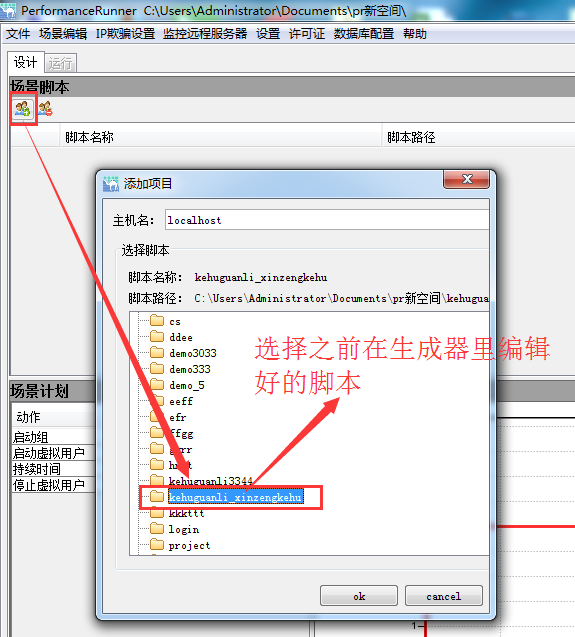 PerformanceRunner C:\Users\Administrator\Documents\pr新空间\
文件 场景编辑 IP欺骗设置 监控远程服务器 设置 许可证 数据库配置 帮助
设计 运行
场景脚本
脚本名称 脚本路径
添加项目
主机名: localhost
选择脚本
脚本名称: kehuguanli_xinzengkehu
脚本路径: C:\Users\Administrator\Documents\pr新空间\kehugua
cs
ddee
demo3033
demo333
demo_5
eeff
efr
ffgg
kehuguanli3344
kehuguanli_xinzengkehu
kkkttt
login
project
选择之前在生成器里编辑
好的脚本
ok cancel
场景计划
动作
启动组
启动虚拟用户
持续时间
停止虚拟用户
1